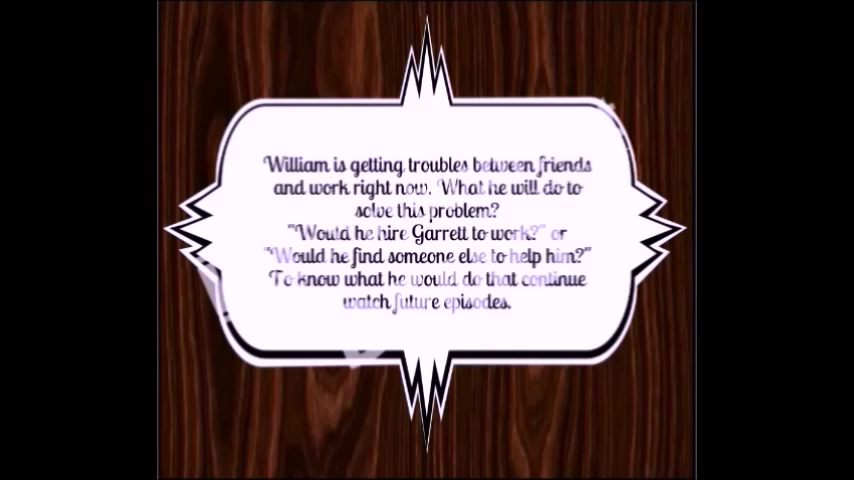 William is getting troubles between friends
and work right now. What he will do to
solve this problem?
"Would he hire Garrett to work?" or
"Would he find someone else to help him?"
To know what he would do that continue
watch future episodes.